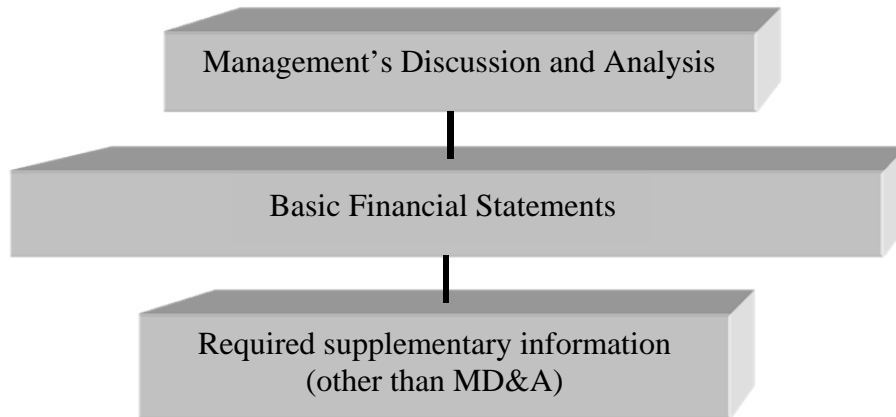 Management’s Discussion and Analysis
Basic Financial Statements
Required supplementary information
(other than MD&A)